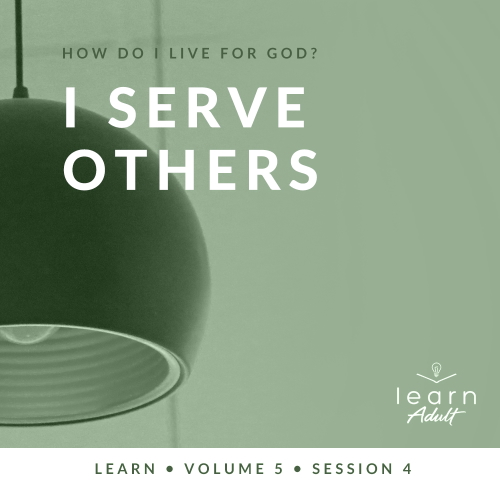 HOW DO I LIVE FOR GOD?
I SERVE
OTHERS
learn
Adult
LEARN • VOLUME 5 • SESSION 4